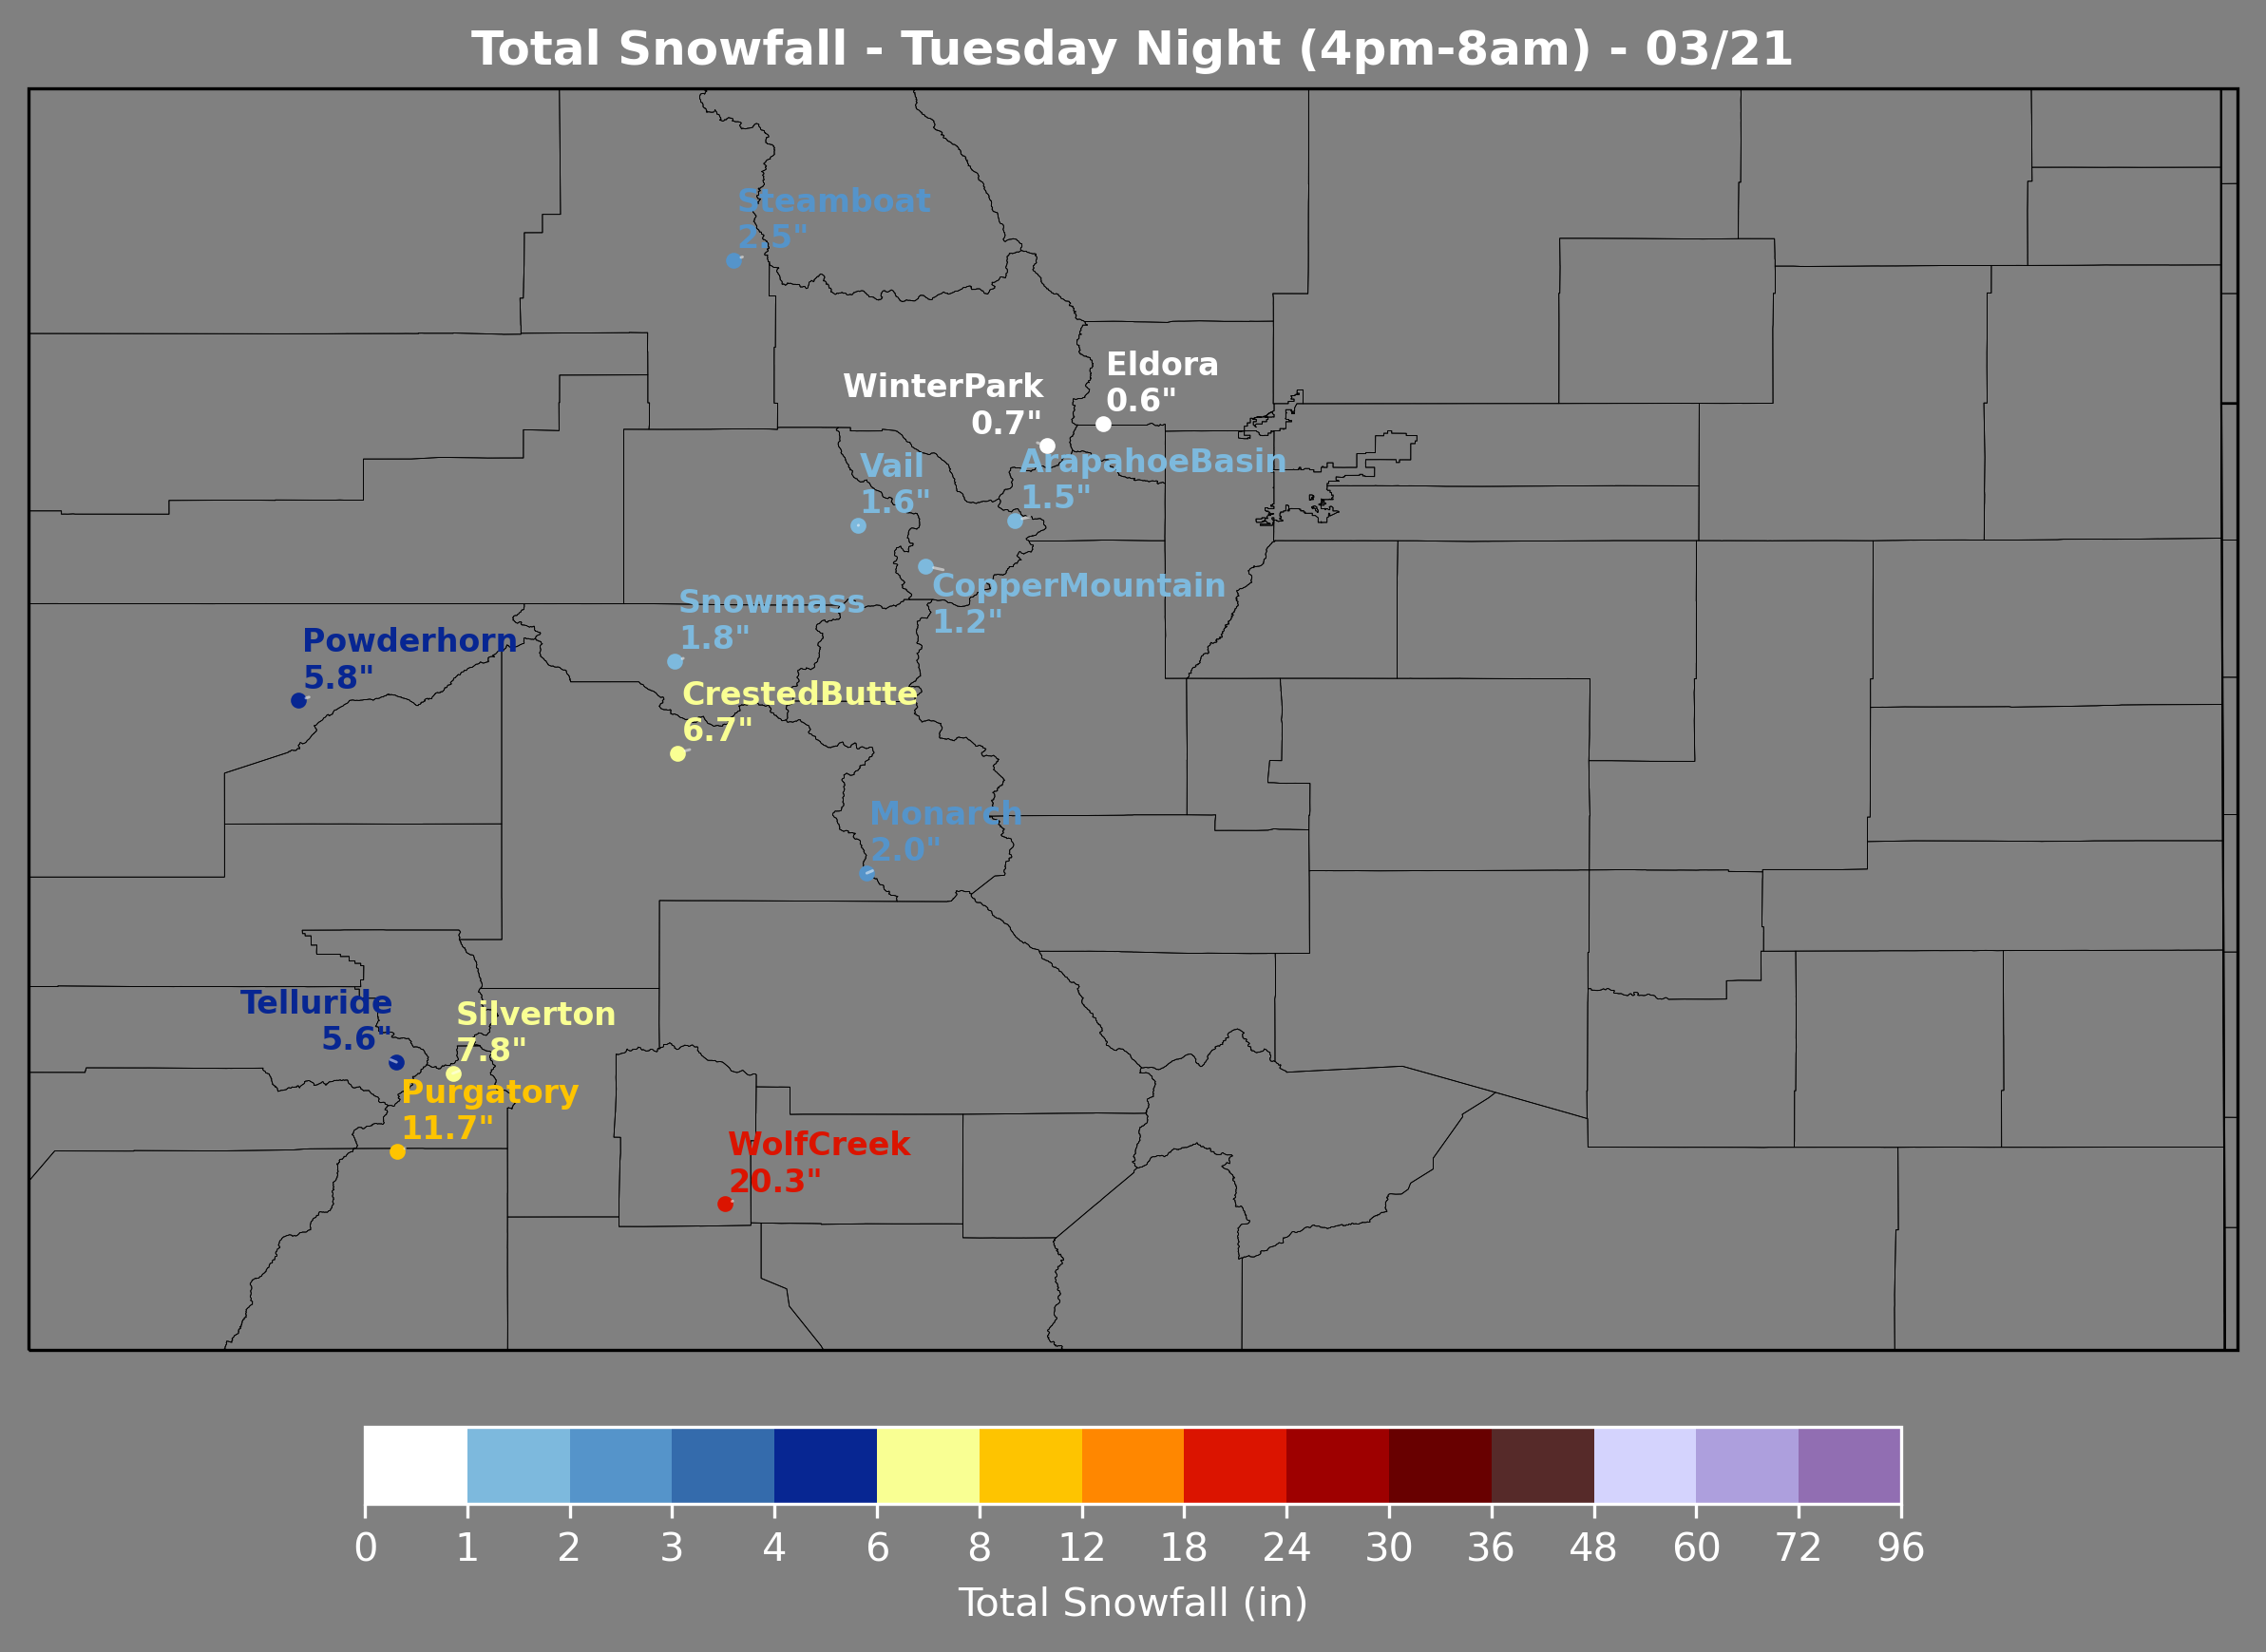 Total Snowfall - Tuesday Night (4pm-8am) - 03/21
Steamboat
2.5"
Eldora
0.6"
WinterPark
0.7"
Vail
1.6"
ArapahoeBasin
1.5"
CopperMountain
1.2"
Snowmass
1.8"
Powderhorn
5.8"
CrestedButte
6.7"
Monarch
2.0"
Telluride
5.6"
Silverton
7.8"
Purgatory
11.7"
WolfCreek
20.3"
0 1 2 3 4 6 8 12 18 24 30 36 48 60 72 96
Total Snowfall (in)